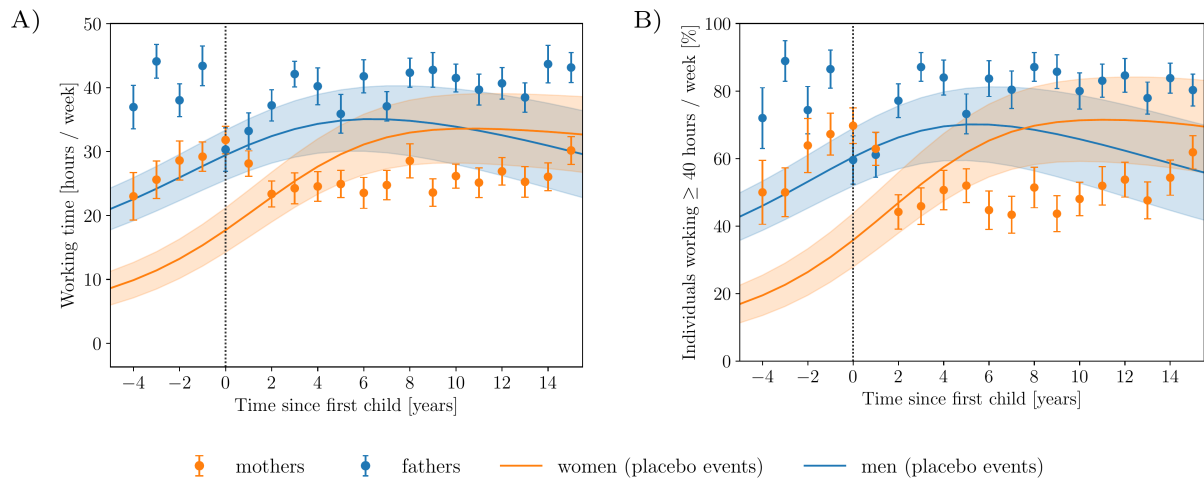 A)
Working time [hours / week]
50
40
30
20
10
0
−4 −2 0 2 4 6 8 10 12 14
Time since first child [years]
B)
Individuals working ≥ 40 hours / week [%]
100
80
60
40
20
0
−4 −2 0 2 4 6 8 10 12 14
Time since first child [years]
mothers fathers women (placebo events) men (placebo events)